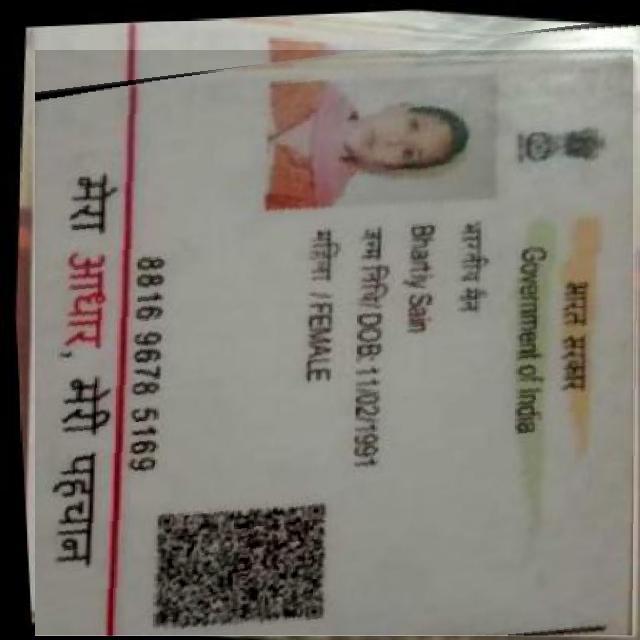 भारत सरकार
Government of India
Bharty Sain
जन्म तिथि/ DOB: 11/02/1991
महिला / FEMALE
8816 9678 5169
मेरा आधार, मेरी पहचान